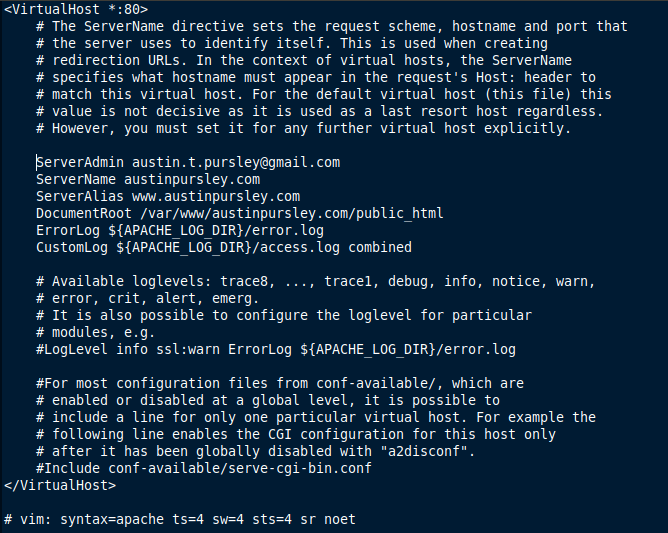 <VirtualHost *:80>
# The ServerName directive sets the request scheme, hostname and port that
# the server uses to identify itself. This is used when creating
# redirection URLs. In the context of virtual hosts, the ServerName
# specifies what hostname must appear in the request's Host: header to
# match this virtual host. For the default virtual host (this file) this
# value is not decisive as it is used as a last resort host regardless.
# However, you must set it for any further virtual host explicitly.
ServerAdmin austin.t.pursley@gmail.com
ServerName austinpursley.com
ServerAlias www.austinpursley.com
DocumentRoot /var/www/austinpursley.com/public_html
ErrorLog ${APACHE_LOG_DIR}/error.log
CustomLog ${APACHE_LOG_DIR}/access.log combined
# Available loglevels: trace8, ..., trace1, debug, info, notice, warn,
# error, crit, alert, emerg.
# It is also possible to configure the loglevel for particular
# modules, e.g.
#LogLevel info ssl:warn ErrorLog ${APACHE_LOG_DIR}/error.log
#For most configuration files from conf-available/, which are
# enabled or disabled at a global level, it is possible to
# include a line for only one particular virtual host. For example the
# following line enables the CGI configuration for this host only
# after it has been globally disabled with "a2disconf".
#Include conf-available/serve-cgi-bin.conf
</VirtualHost>
# vim: syntax=apache ts=4 sw=4 sts=4 sr noet